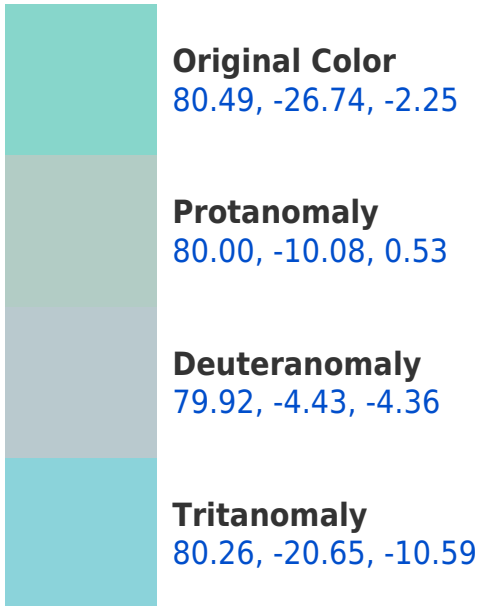 Original Color
80.49, -26.74, -2.25
Protanomaly
80.00, -10.08, 0.53
Deuteranomaly
79.92, -4.43, -4.36
Tritanomaly
80.26, -20.65, -10.59